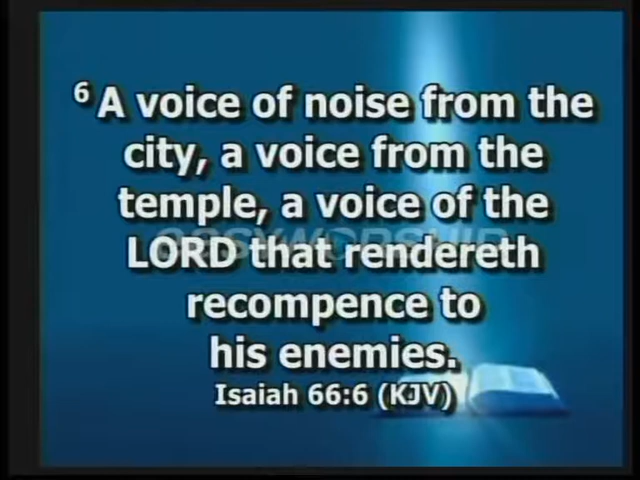 6 A voice of noise from the
city, a voice from the
temple, a voice of the
LORD that rendereth
recompence to
his enemies.
Isaiah 66:6 (KJV)